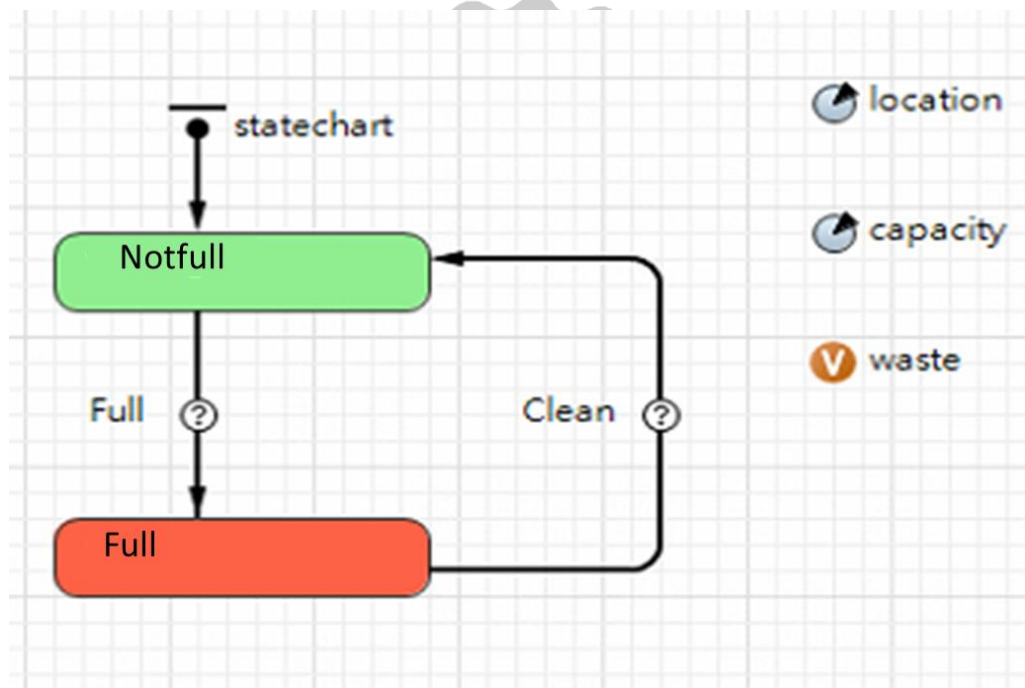 statechart
Notfull
Full
Full
Clean
location
capacity
V waste